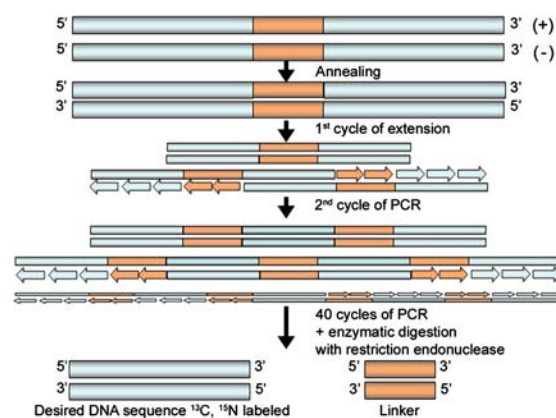 5' 3' (+)
5' 3' (-)
Annealing
5' 3'
3' 5'
1st cycle of extension
2nd cycle of PCR
40 cycles of PCR
+ enzymatic digestion
with restriction endonuclease
5' 3' 5' 3'
3' 5' 3' 5'
Desired DNA sequence ¹³C, ¹⁵N labeled Linker